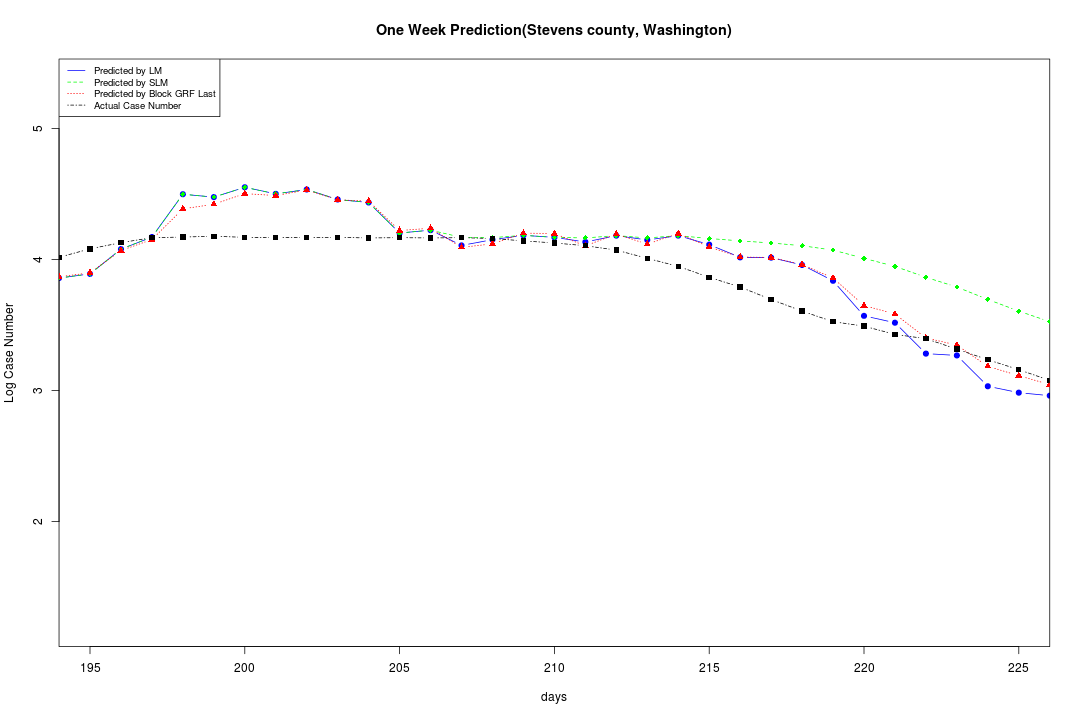 One Week Prediction(Stevens county, Washington)
Predicted by LM
Predicted by SLM
Predicted by Block GRF Last
Actual Case Number
Log Case Number
5
4
3
2
195 200 205 210 215 220 225
days